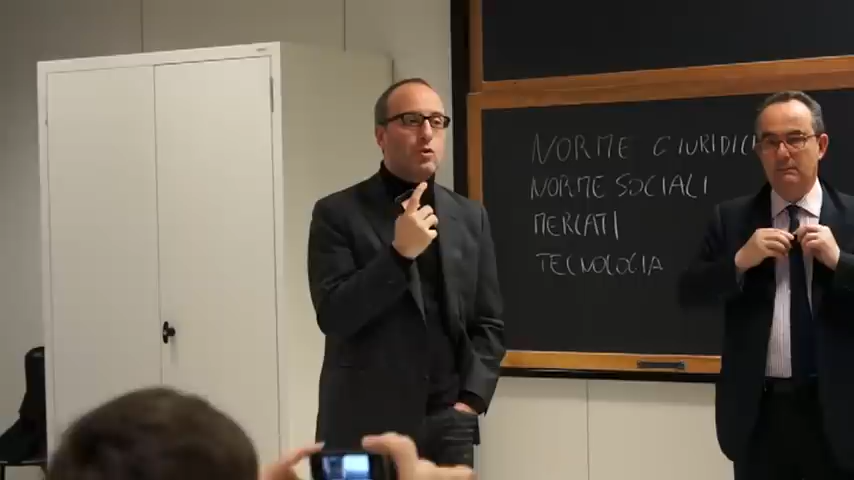 NORME GIURIDIC
NORME SOCIALI
MERCATI
TECNOLOGIA